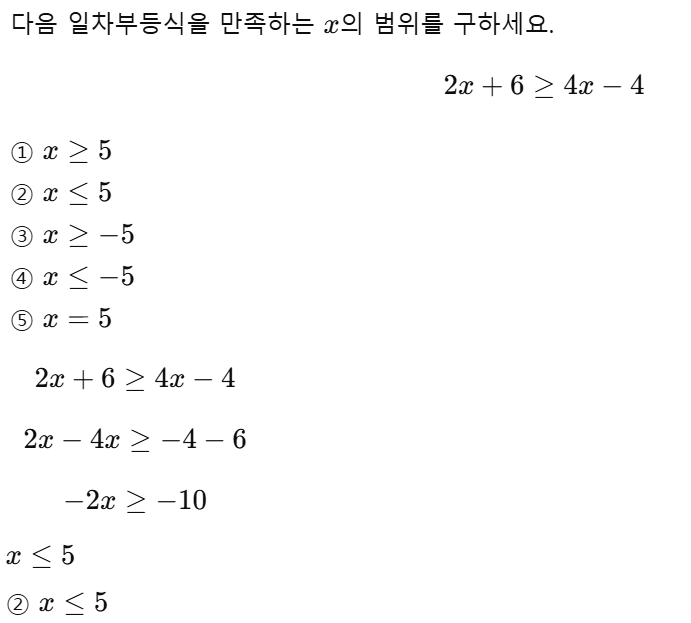 다음 일차부등식을 만족하는 x의 범위를 구하세요.
2x + 6 ≥ 4x − 4
① x ≥ 5
② x ≤ 5
③ x ≥ −5
④ x ≤ −5
⑤ x = 5
2x + 6 ≥ 4x − 4
2x − 4x ≥ −4 − 6
−2x ≥ −10
x ≤ 5
② x ≤ 5